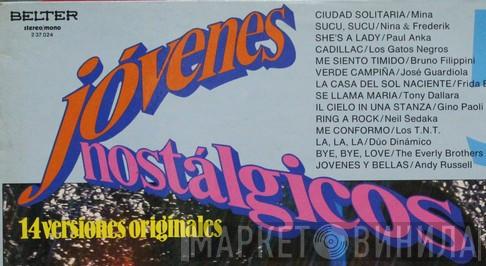 BELTER
stereo/mono
2 37.024
jóvenes
nostálgicos
14 versiones originales
CIUDAD SOLITARIA/Mina
SUCU, SUCU/Nina & Frederik
SHE'S A LADY/Paul Anka
CADILLAC/Los Gatos Negros
ME SIENTO TIMIDO/Bruno Filippini
VERDE CAMPIÑA/José Guardiola
LA CASA DEL SOL NACIENTE/Frida
SE LLAMA MARIA/Tony Dallara
IL CIELO IN UNA STANZA/Gino Paoli
RING A ROCK/Neil Sedaka
ME CONFORMO/Los T.N.T.
LA, LA, LA/Dúo Dinámico
BYE, BYE, LOVE/The Everly Brothers
JOVENES Y BELLAS/Andy Russell
МАРКЕТ ВИНИЛА